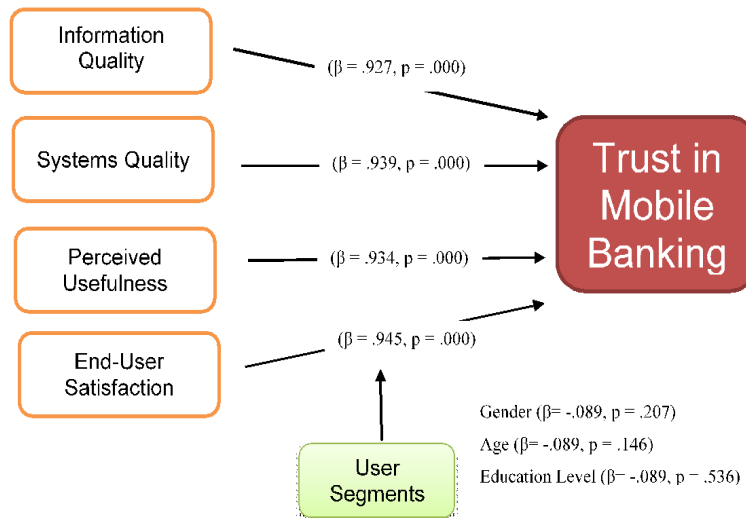 Information
Quality
(β = .927, p = .000)
Systems Quality
(β = .939, p = .000)
Trust in
Mobile
Banking
Perceived
Usefulness
(β = .934, p = .000)
End-User
Satisfaction
(β = .945, p = .000)
User
Segments
Gender (β= -.089, p = .207)
Age (β= -.089, p = .146)
Education Level (β= -.089, p = .536)